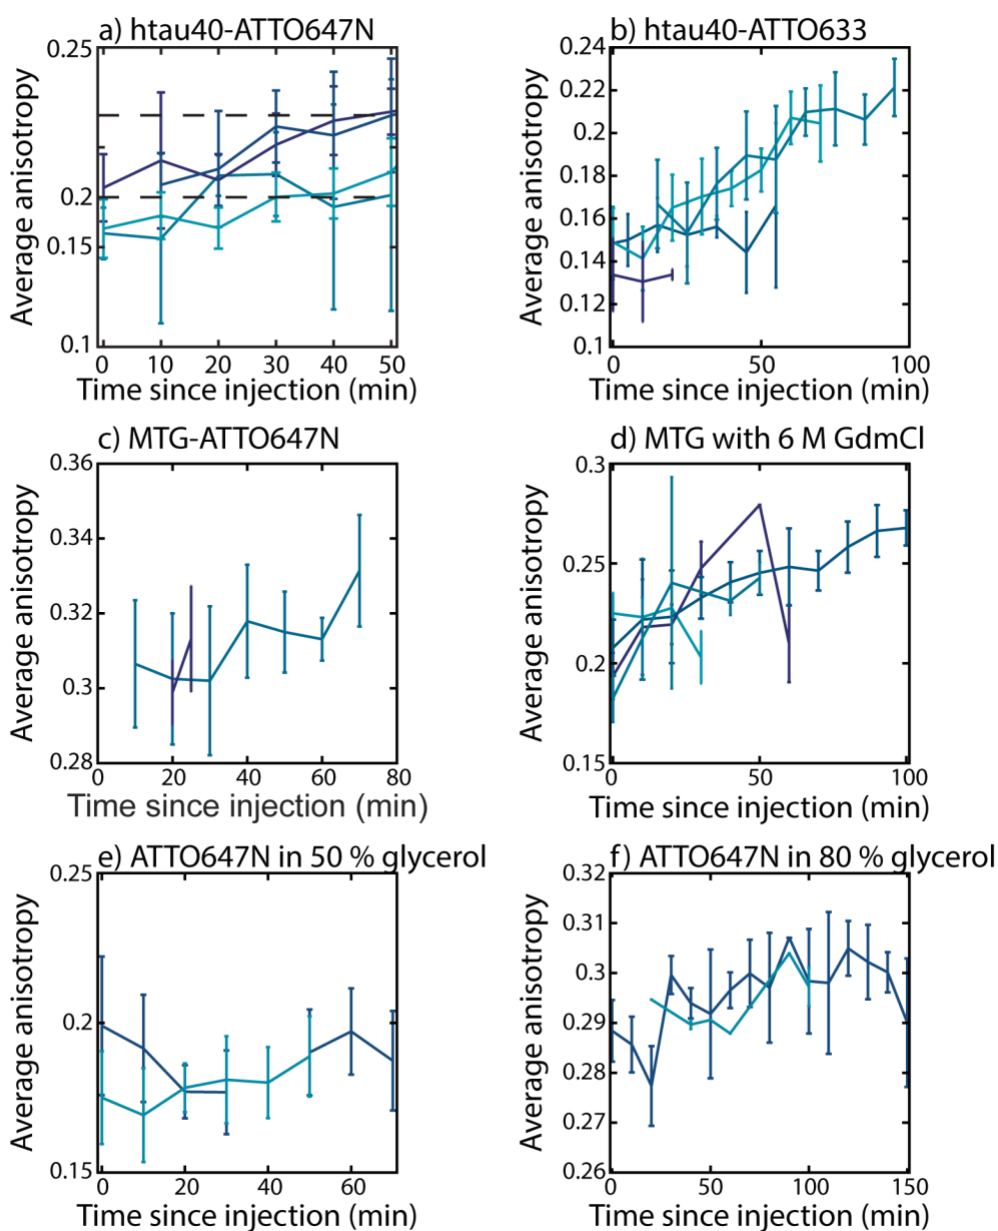 a) htau40-ATTO647N
0.25
0.2
0.15
0.1
Average anisotropy
0 10 20 30 40 50
Time since injection (min)
b) htau40-ATTO633
0.24
0.22
0.2
0.18
0.16
0.14
0.12
0.1
Average anisotropy
0 50 100
Time since injection (min)
c) MTG-ATTO647N
0.36
0.34
0.32
0.3
0.28
Average anisotropy
0 20 40 60 80
Time since injection (min)
d) MTG with 6 M GdmCl
0.3
0.25
0.2
0.15
Average anisotropy
0 50 100
Time since injection (min)
e) ATTO647N in 50 % glycerol
0.25
0.2
0.15
Average anisotropy
0 20 40 60
Time since injection (min)
f) ATTO647N in 80 % glycerol
0.32
0.31
0.3
0.29
0.28
0.27
0.26
Average anisotropy
0 50 100 150
Time since injection (min)